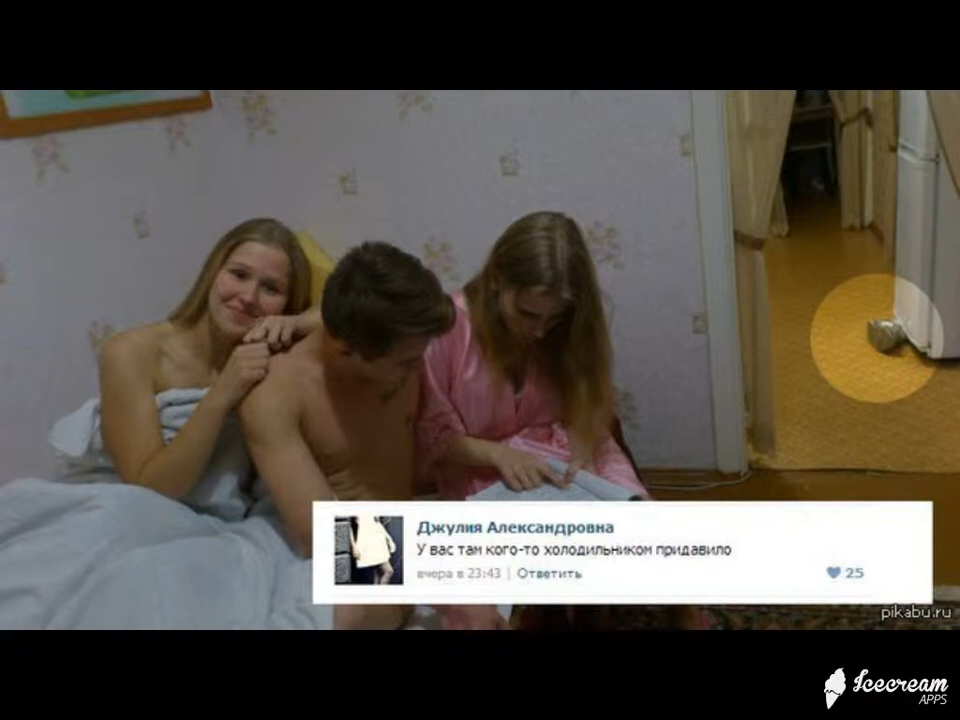 Джулия Александровна
У вас там кого-то холодильником придавило
вчера в 23:43 | Ответить
25
pikabu.ru
Icecream
APPS